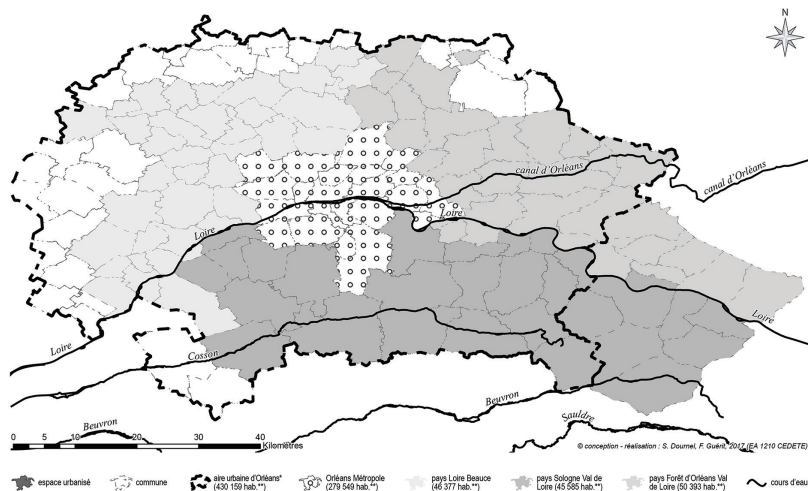 N
canal d'Orléans
canal d'Orléans
Loire
Loire
Loire
Cosson
Loire
Beuvron
Beuvron
Sauldre
0 5 10 20 30 40
Kilomètres
© conception - réalisation : S. Dournel, F. Guérit, 2017 (EA 1210 CEDETE)
espace urbanisé
commune
aire urbaine d'Orléans*
(430 159 hab.**)
Orléans Métropole
(279 549 hab.**)
pays Loire Beauce
(46 377 hab.**)
pays Sologne Val de
Loire (45 585 hab.**)
pays Forêt d'Orléans Val
de Loire (50 393 hab.**)
cours d'eau